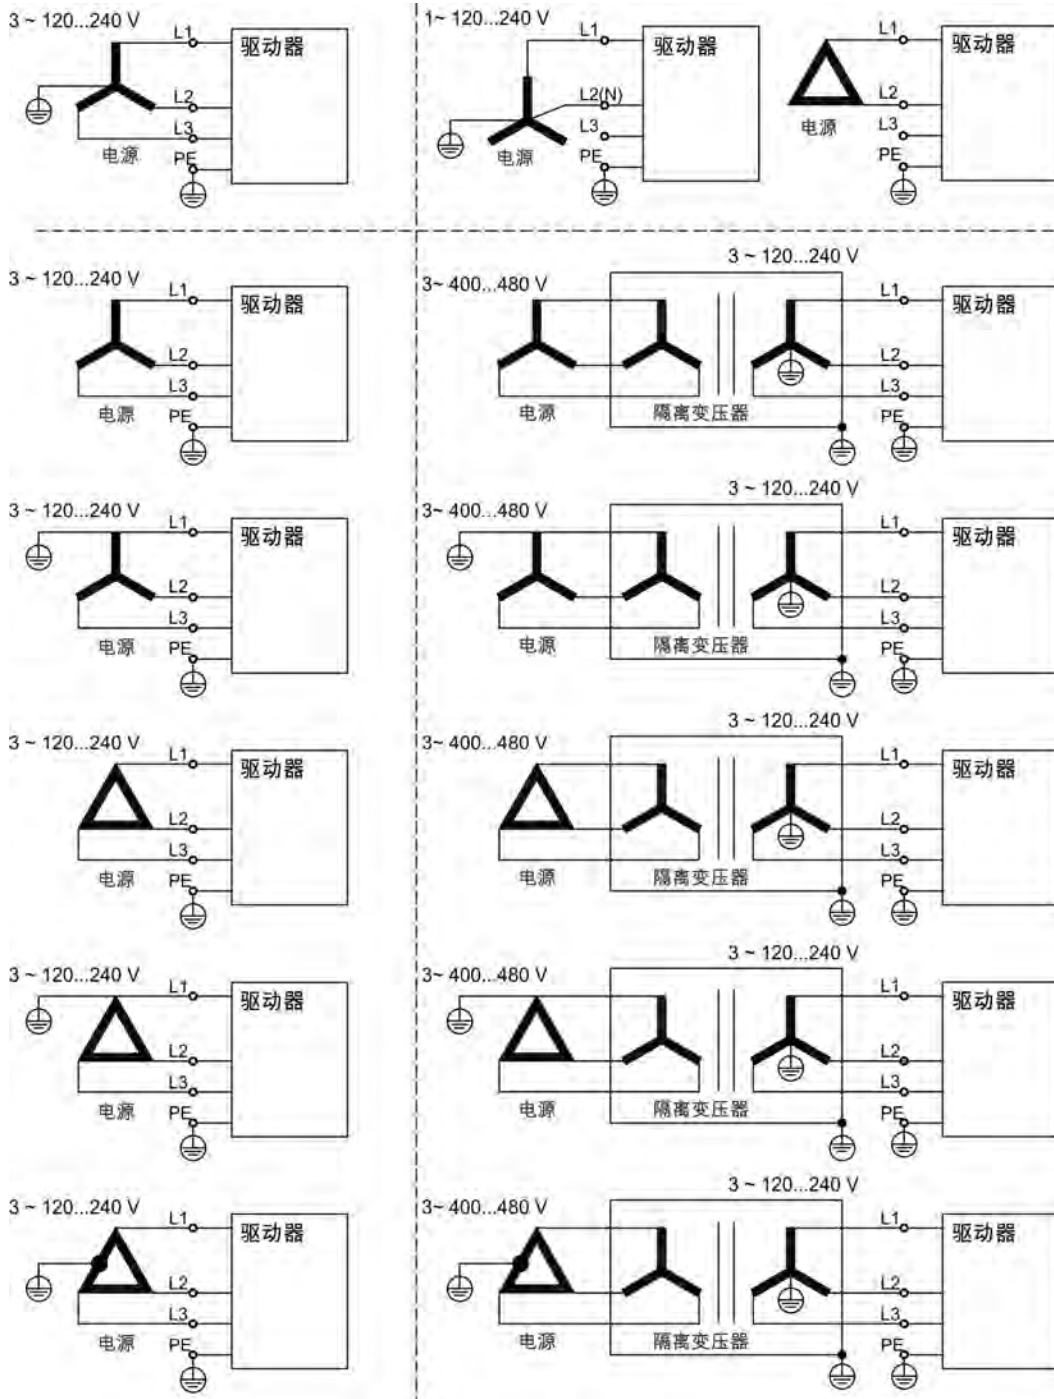 3 ~ 120...240 V
L1
驱动器
L2
L3
电源
PE
1~ 120...240 V
L1
驱动器
L2(N)
L3
电源
PE
L1
驱动器
L2
电源
L3
PE
3 ~ 120...240 V
L1
驱动器
L2
L3
电源
PE
3 ~ 120...240 V
3~ 400...480 V
L1
驱动器
L2
L3
电源
隔离变压器
PE
3 ~ 120...240 V
L1
驱动器
L2
L3
电源
PE
3 ~ 120...240 V
3~ 400...480 V
L1
驱动器
L2
L3
电源
隔离变压器
PE
3 ~ 120...240 V
L1
驱动器
L2
L3
电源
PE
3 ~ 120...240 V
3~ 400...480 V
L1
驱动器
L2
L3
电源
隔离变压器
PE
3 ~ 120...240 V
L1
驱动器
L2
L3
电源
PE
3 ~ 120...240 V
3~ 400...480 V
L1
驱动器
L2
L3
电源
隔离变压器
PE
3 ~ 120...240 V
L1
驱动器
L2
L3
电源
PE
3 ~ 120...240 V
3~ 400...480 V
L1
驱动器
L2
L3
电源
隔离变压器
PE